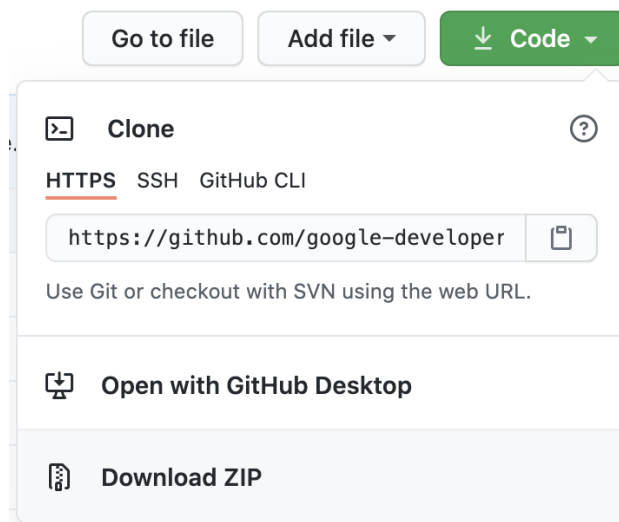 Go to file Add file Code
Clone
HTTPS SSH GitHub CLI
https://github.com/google-developer
Use Git or checkout with SVN using the web URL.
Open with GitHub Desktop
Download ZIP